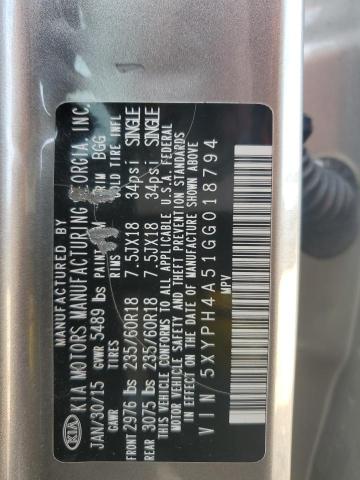 KIA
MANUFACTURED BY
KIA MOTORS MANUFACTURING GEORGIA, INC.
JAN/30/15 GVWR 5489 lbs PAINT TRIM BGG
GAWR TIRES RIMS COLD TIRE INFL
FRONT 2976 lbs 235/60R18 7.5JX18 34psi SINGLE
REAR 3075 lbs 235/60R18 7.5JX18 34psi SINGLE
THIS VEHICLE CONFORMS TO ALL APPLICABLE U.S.A. FEDERAL
MOTOR VEHICLE SAFETY AND THEFT PREVENTION STANDARDS
IN EFFECT ON THE DATE OF MANUFACTURE SHOWN ABOVE
VIN 5XYPH4A51GG018794
MPV